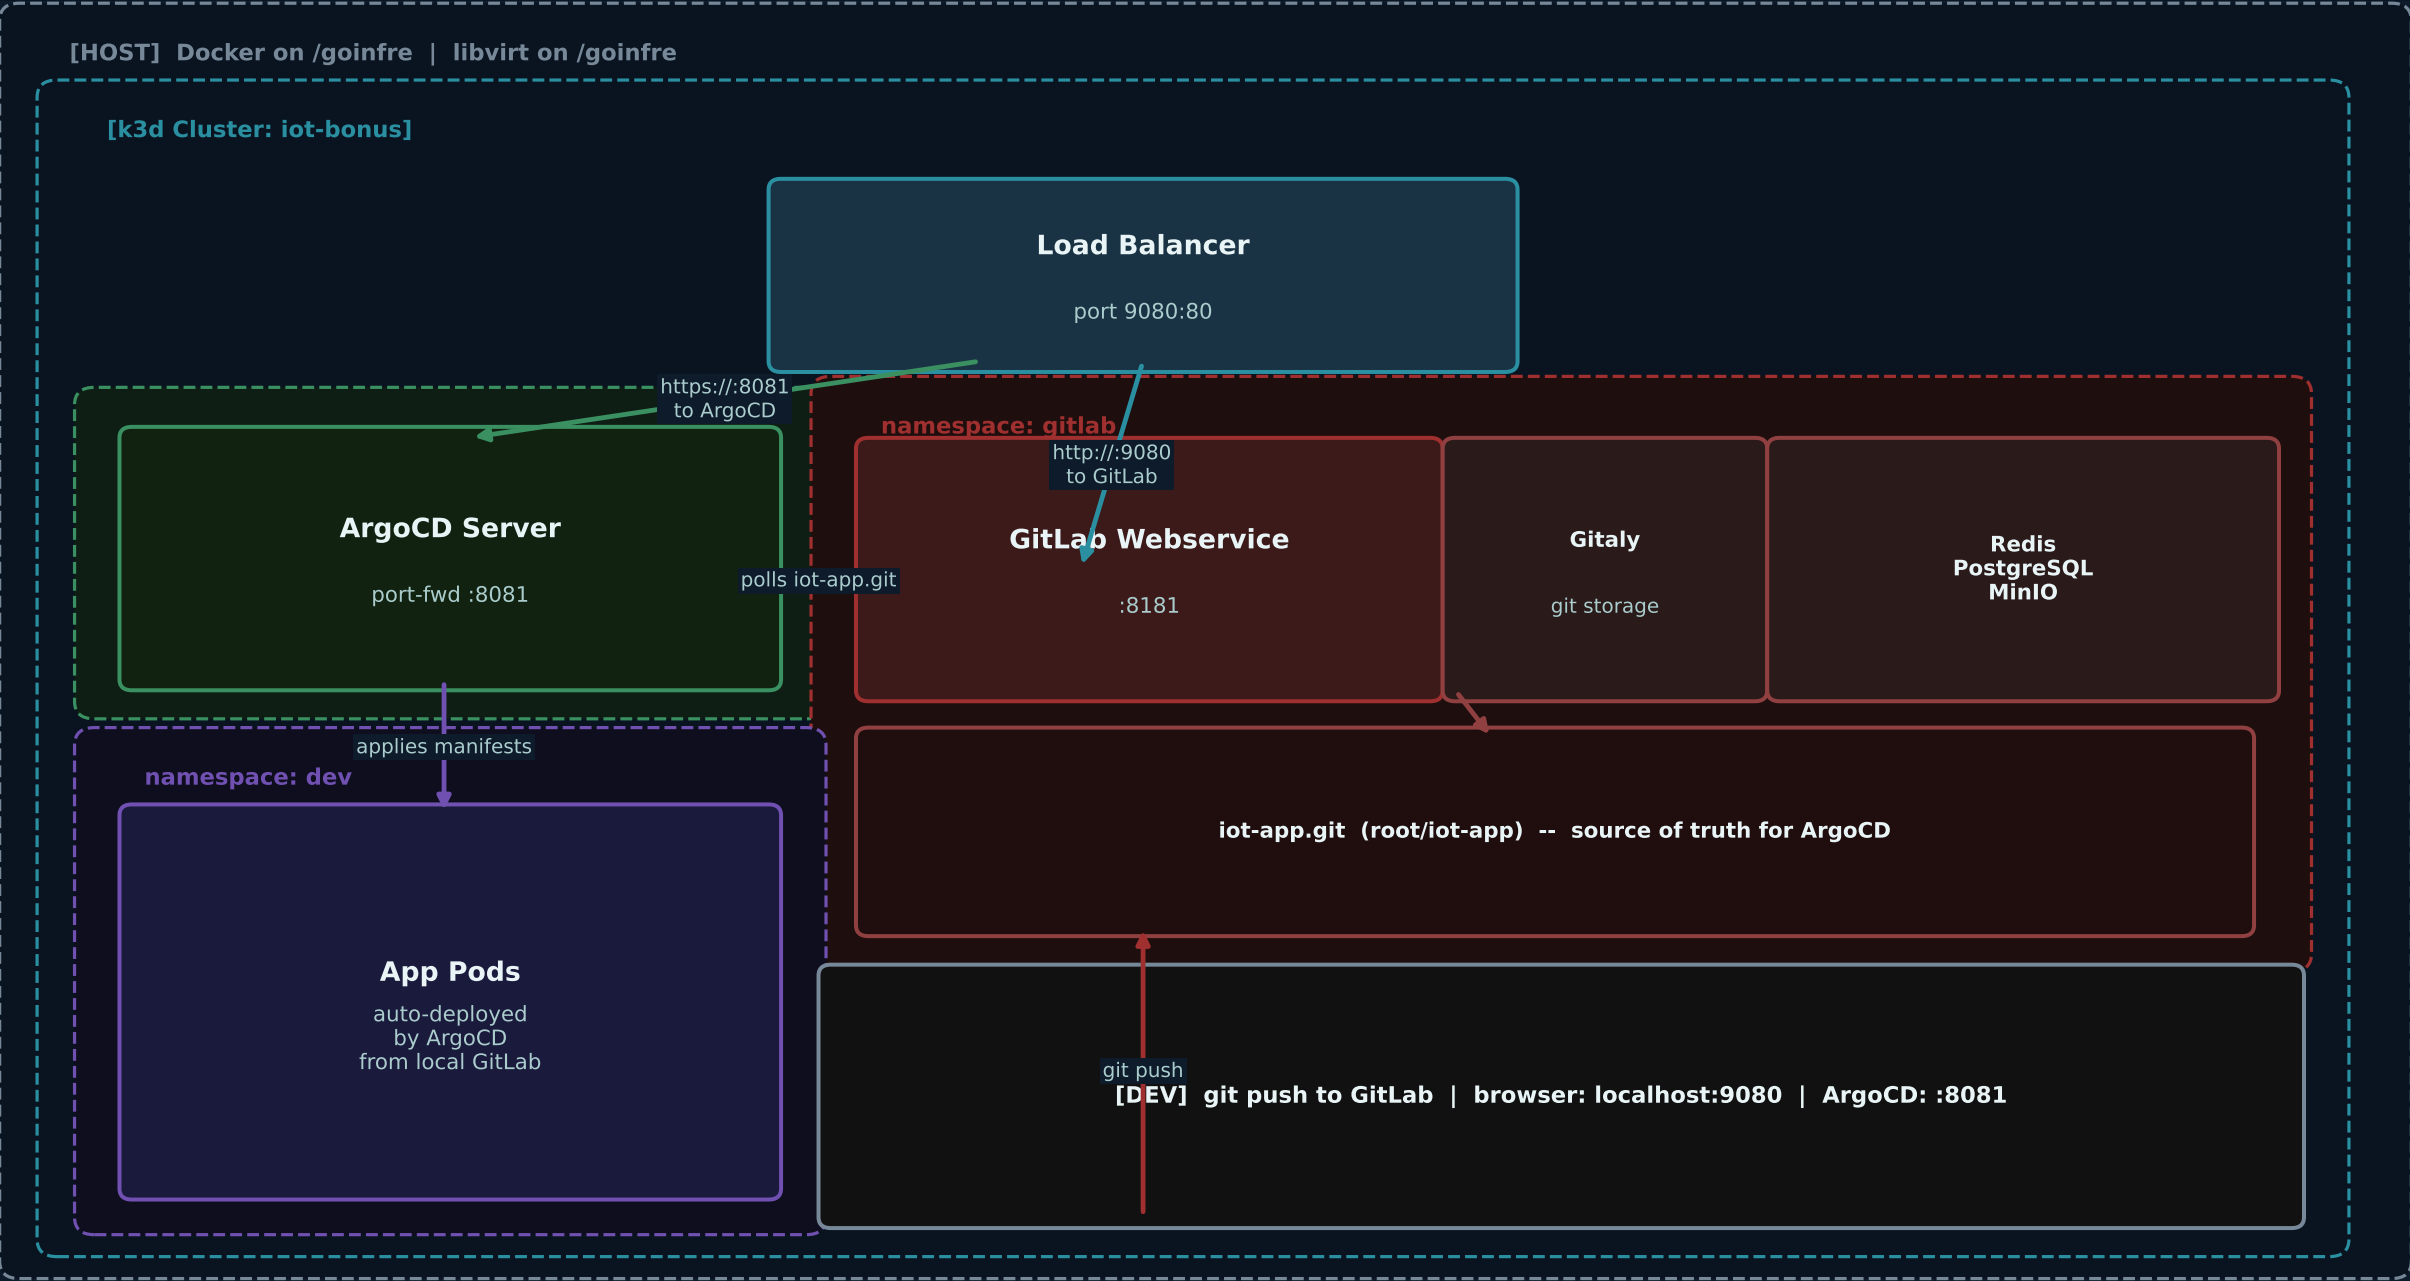 [HOST]  Docker on /goinfre  |  libvirt on /goinfre
[k3d Cluster: iot-bonus]
Load Balancer
port 9080:80
https://:8081
to ArgoCD
namespace: gitlab
http://:9080
to GitLab
ArgoCD Server
port-fwd :8081
polls iot-app.git
GitLab Webservice
:8181
Gitaly
git storage
Redis
PostgreSQL
MinIO
applies manifests
namespace: dev
iot-app.git  (root/iot-app)  --  source of truth for ArgoCD
App Pods
auto-deployed
by ArgoCD
from local GitLab
git push
[DEV]  git push to GitLab  |  browser: localhost:9080  |  ArgoCD: :8081